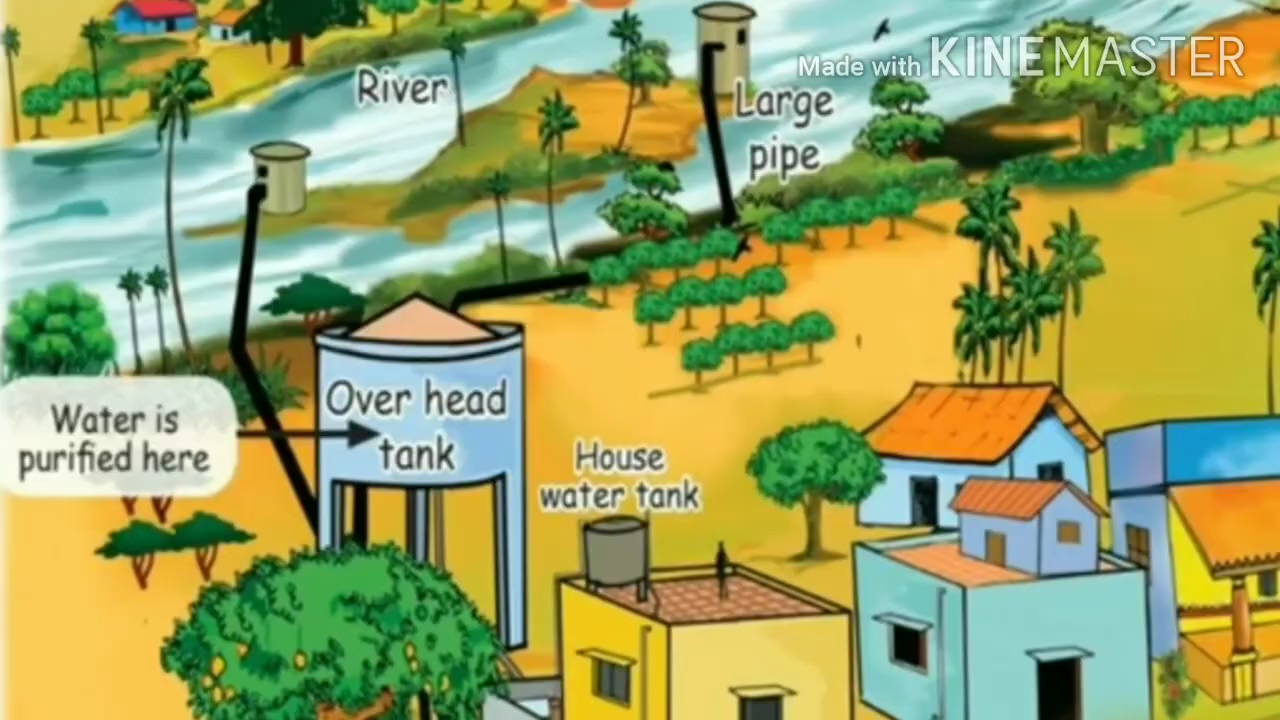 Made with KINEMASTER
River
Large
pipe
Over head
tank
Water is
purified here
House
water tank